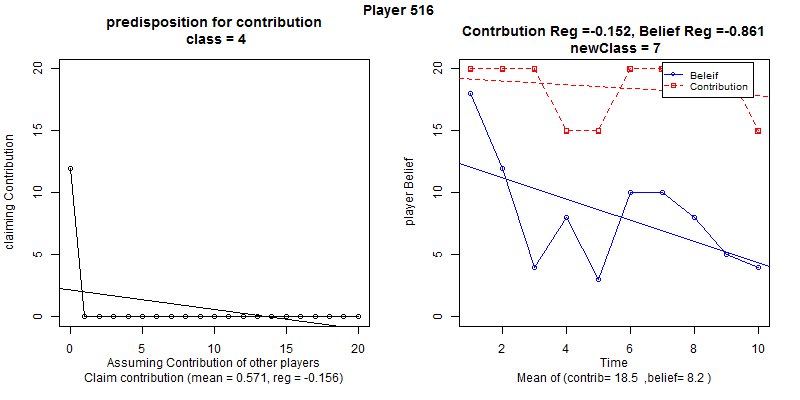 Player 516
predisposition for contribution
class = 4
claiming Contribution
0
5
10
15
20
0
5
10
15
20
Assuming Contribution of other players
Claim contribution (mean = 0.571, reg = -0.156)
Contrbution Reg =-0.152, Belief Reg =-0.861
newClass = 7
Beleif
Contribution
player Belief
0
5
10
15
20
2
4
6
8
10
Time
Mean of (contrib= 18.5 ,belief= 8.2 )